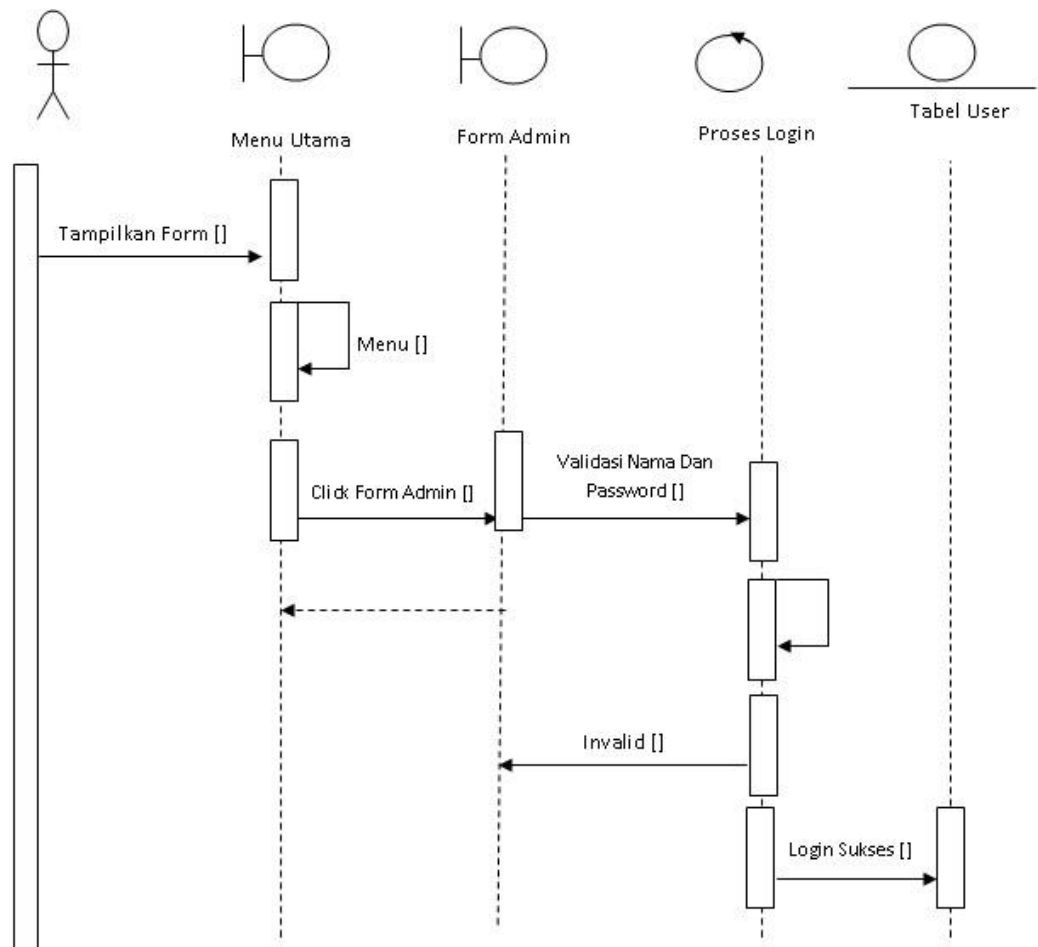 Menu Utama
Form Admin
Proses Login
Tabel User
Tampilkan Form []
Menu []
Click Form Admin []
Validasi Nama Dan
Password []
Invalid []
Login Sukses []